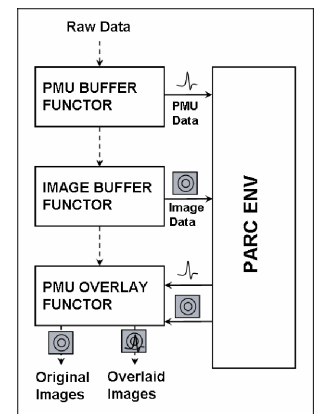 Raw Data
PMU BUFFER
FUNCTOR
PMU
Data
IMAGE BUFFER
FUNCTOR
Image
Data
PARC ENV
PMU OVERLAY
FUNCTOR
Original
Images
Overlaid
Images